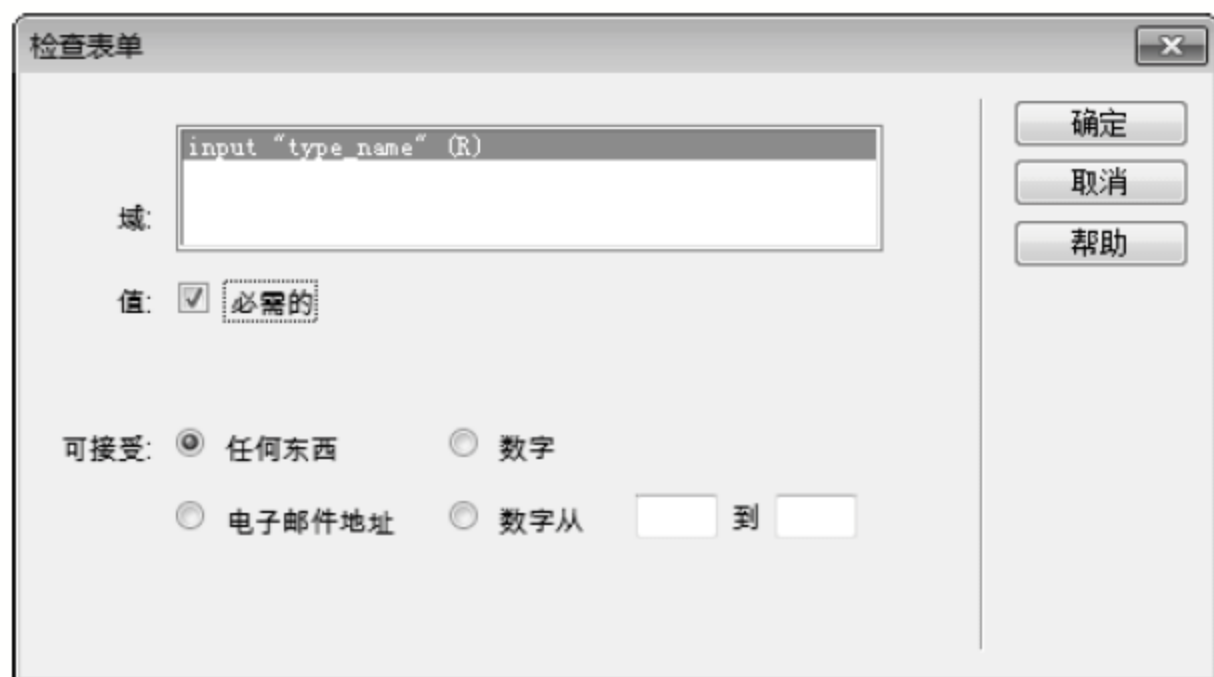 检查表单
确定
input "type_name" (R)
取消
域:
帮助
值: 必需的
可接受: 任何东西 数字
电子邮件地址 数字从 到